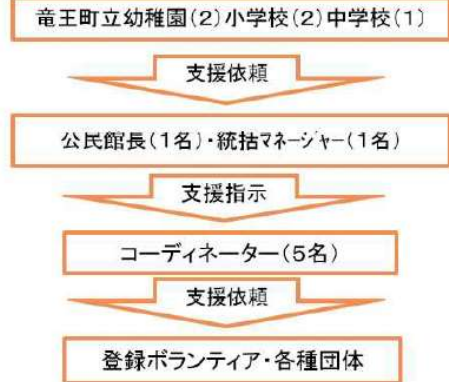 竜王町立幼稚園(2)小学校(2)中学校(1)
支援依頼
公民館長(1名)・統括マネージャー(1名)
支援指示
コーディネーター(5名)
支援依頼
登録ボランティア・各種団体